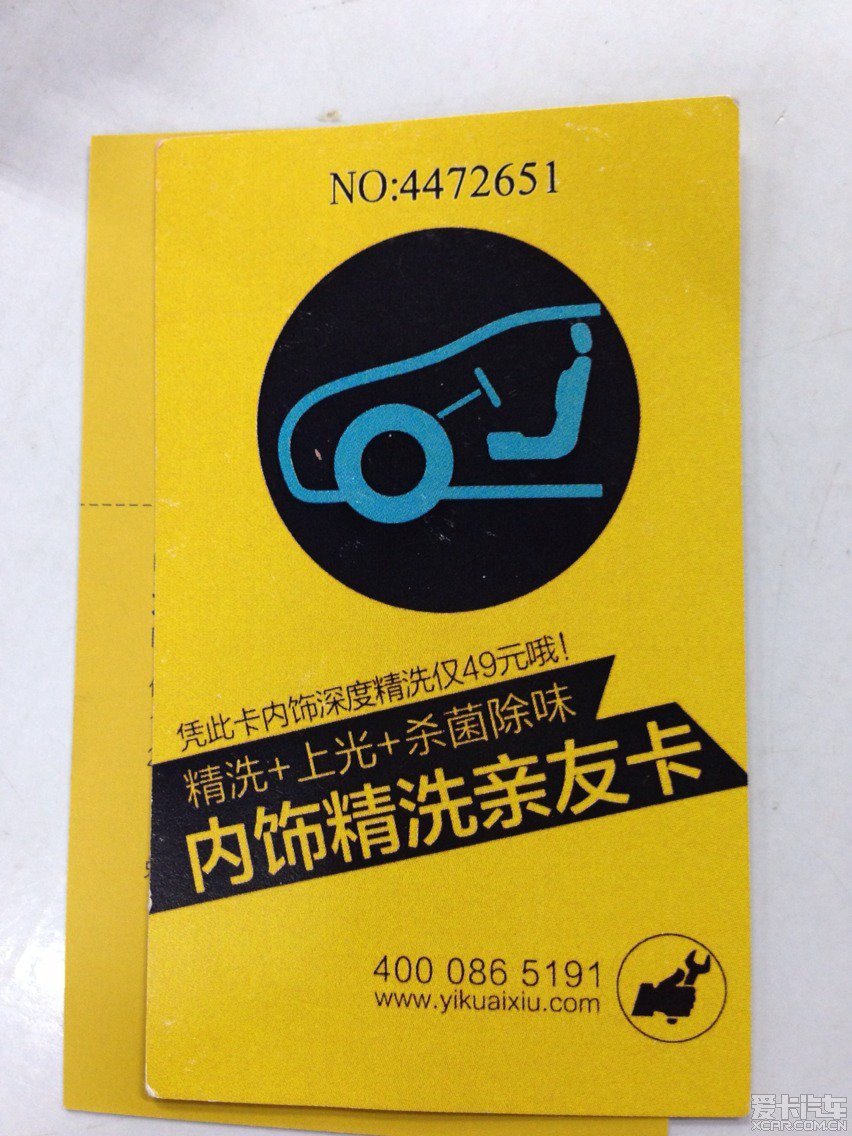 NO:4472651
凭此卡内饰深度精洗仅49元哦!
精洗+上光+杀菌除味
内饰精洗亲友卡
400 086 5191
www.yikuaixiu.com
爱卡汽车
XCAR.COM.CN